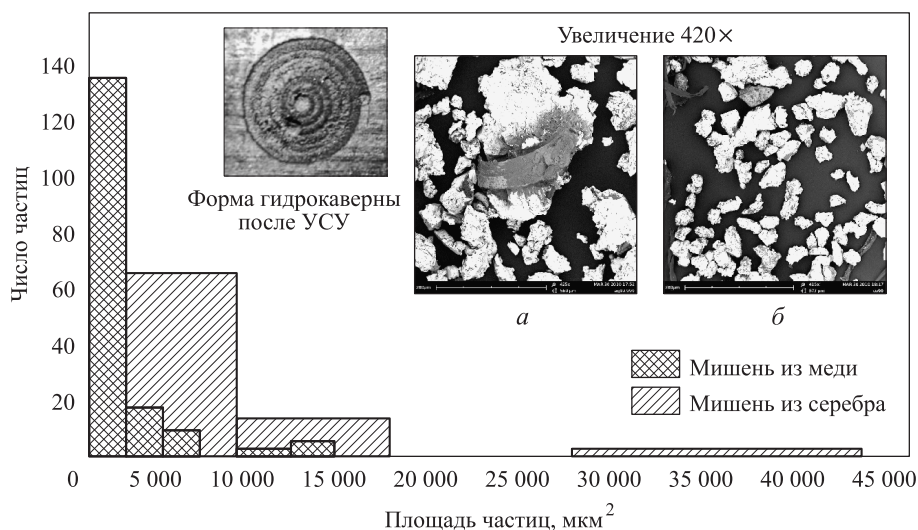 Увеличение 420×
Форма гидрокаверны
после УСУ
а
б
Число частиц
140
120
100
80
60
40
20
Мишень из меди
Мишень из серебра
0 5 000 10 000 15 000 20 000 25 000 30 000 35 000 40 000 45 000
Площадь частиц, мкм²